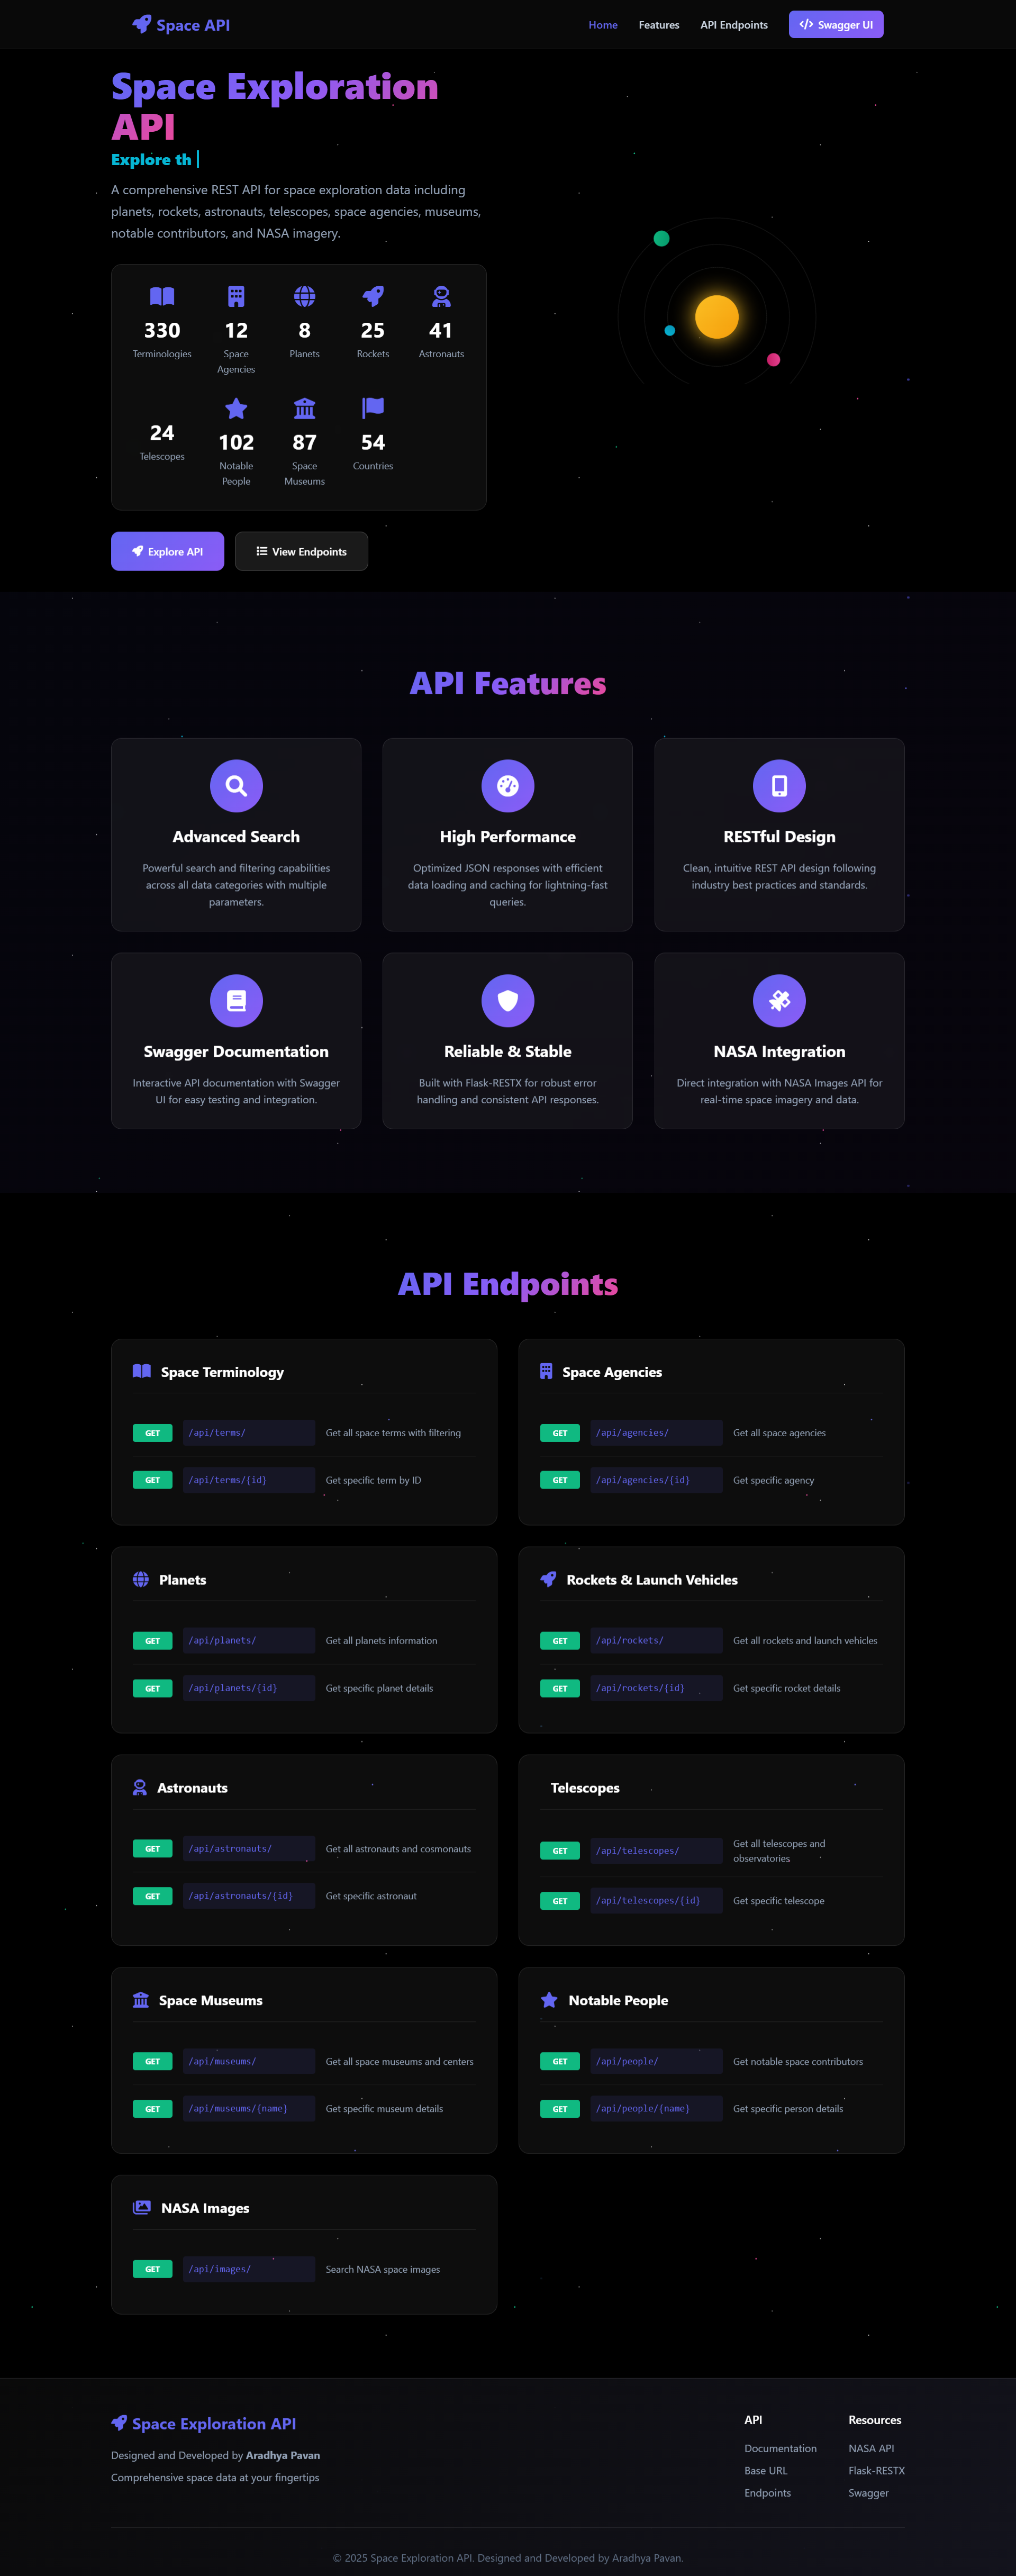 Space API
Home Features API Endpoints Swagger UI
Space Exploration
API
Explore th
A comprehensive REST API for space exploration data including
planets, rockets, astronauts, telescopes, space agencies, museums,
notable contributors, and NASA imagery.
330
Terminologies
12
Space
Agencies
8
Planets
25
Rockets
41
Astronauts
24
Telescopes
102
Notable
People
87
Space
Museums
54
Countries
Explore API
View Endpoints
API Features
Advanced Search
Powerful search and filtering capabilities
across all data categories with multiple
parameters.
High Performance
Optimized JSON responses with efficient
data loading and caching for lightning-fast
queries.
RESTful Design
Clean, intuitive REST API design following
industry best practices and standards.
Swagger Documentation
Interactive API documentation with Swagger
UI for easy testing and integration.
Reliable & Stable
Built with Flask-RESTX for robust error
handling and consistent API responses.
NASA Integration
Direct integration with NASA Images API for
real-time space imagery and data.
API Endpoints
Space Terminology
GET /api/terms/ Get all space terms with filtering
GET /api/terms/{id} Get specific term by ID
Space Agencies
GET /api/agencies/ Get all space agencies
GET /api/agencies/{id} Get specific agency
Planets
GET /api/planets/ Get all planets information
GET /api/planets/{id} Get specific planet details
Rockets & Launch Vehicles
GET /api/rockets/ Get all rockets and launch vehicles
GET /api/rockets/{id} Get specific rocket details
Astronauts
GET /api/astronauts/ Get all astronauts and cosmonauts
GET /api/astronauts/{id} Get specific astronaut
Telescopes
GET /api/telescopes/ Get all telescopes and
observatories
GET /api/telescopes/{id} Get specific telescope
Space Museums
GET /api/museums/ Get all space museums and centers
GET /api/museums/{name} Get specific museum details
Notable People
GET /api/people/ Get notable space contributors
GET /api/people/{name} Get specific person details
NASA Images
GET /api/images/ Search NASA space images
Space Exploration API
Designed and Developed by Aradhya Pavan
Comprehensive space data at your fingertips
API
Documentation
Base URL
Endpoints
Resources
NASA API
Flask-RESTX
Swagger
© 2025 Space Exploration API. Designed and Developed by Aradhya Pavan.